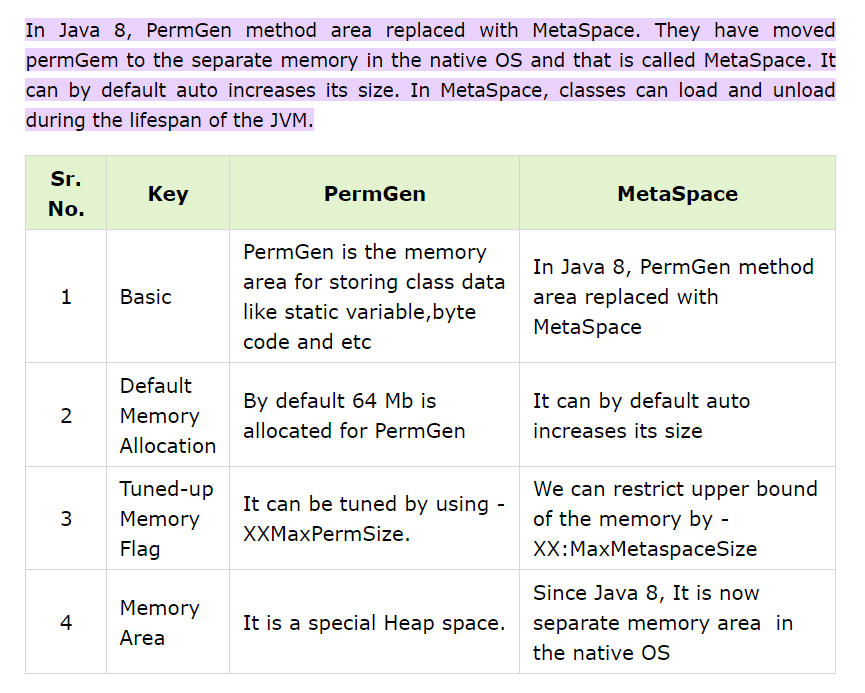 In Java 8, PermGen method area replaced with MetaSpace. They have moved
permGem to the separate memory in the native OS and that is called MetaSpace. It
can by default auto increases its size. In MetaSpace, classes can load and unload
during the lifespan of the JVM.
Sr.
No.
Key
PermGen
MetaSpace
1
Basic
PermGen is the memory
area for storing class data
like static variable,byte
code and etc
In Java 8, PermGen method
area replaced with
MetaSpace
2
Default
Memory
Allocation
By default 64 Mb is
allocated for PermGen
It can by default auto
increases its size
3
Tuned-up
Memory
Flag
It can be tuned by using -
XXMaxPermSize.
We can restrict upper bound
of the memory by -
XX:MaxMetaspaceSize
4
Memory
Area
It is a special Heap space.
Since Java 8, It is now
separate memory area  in
the native OS